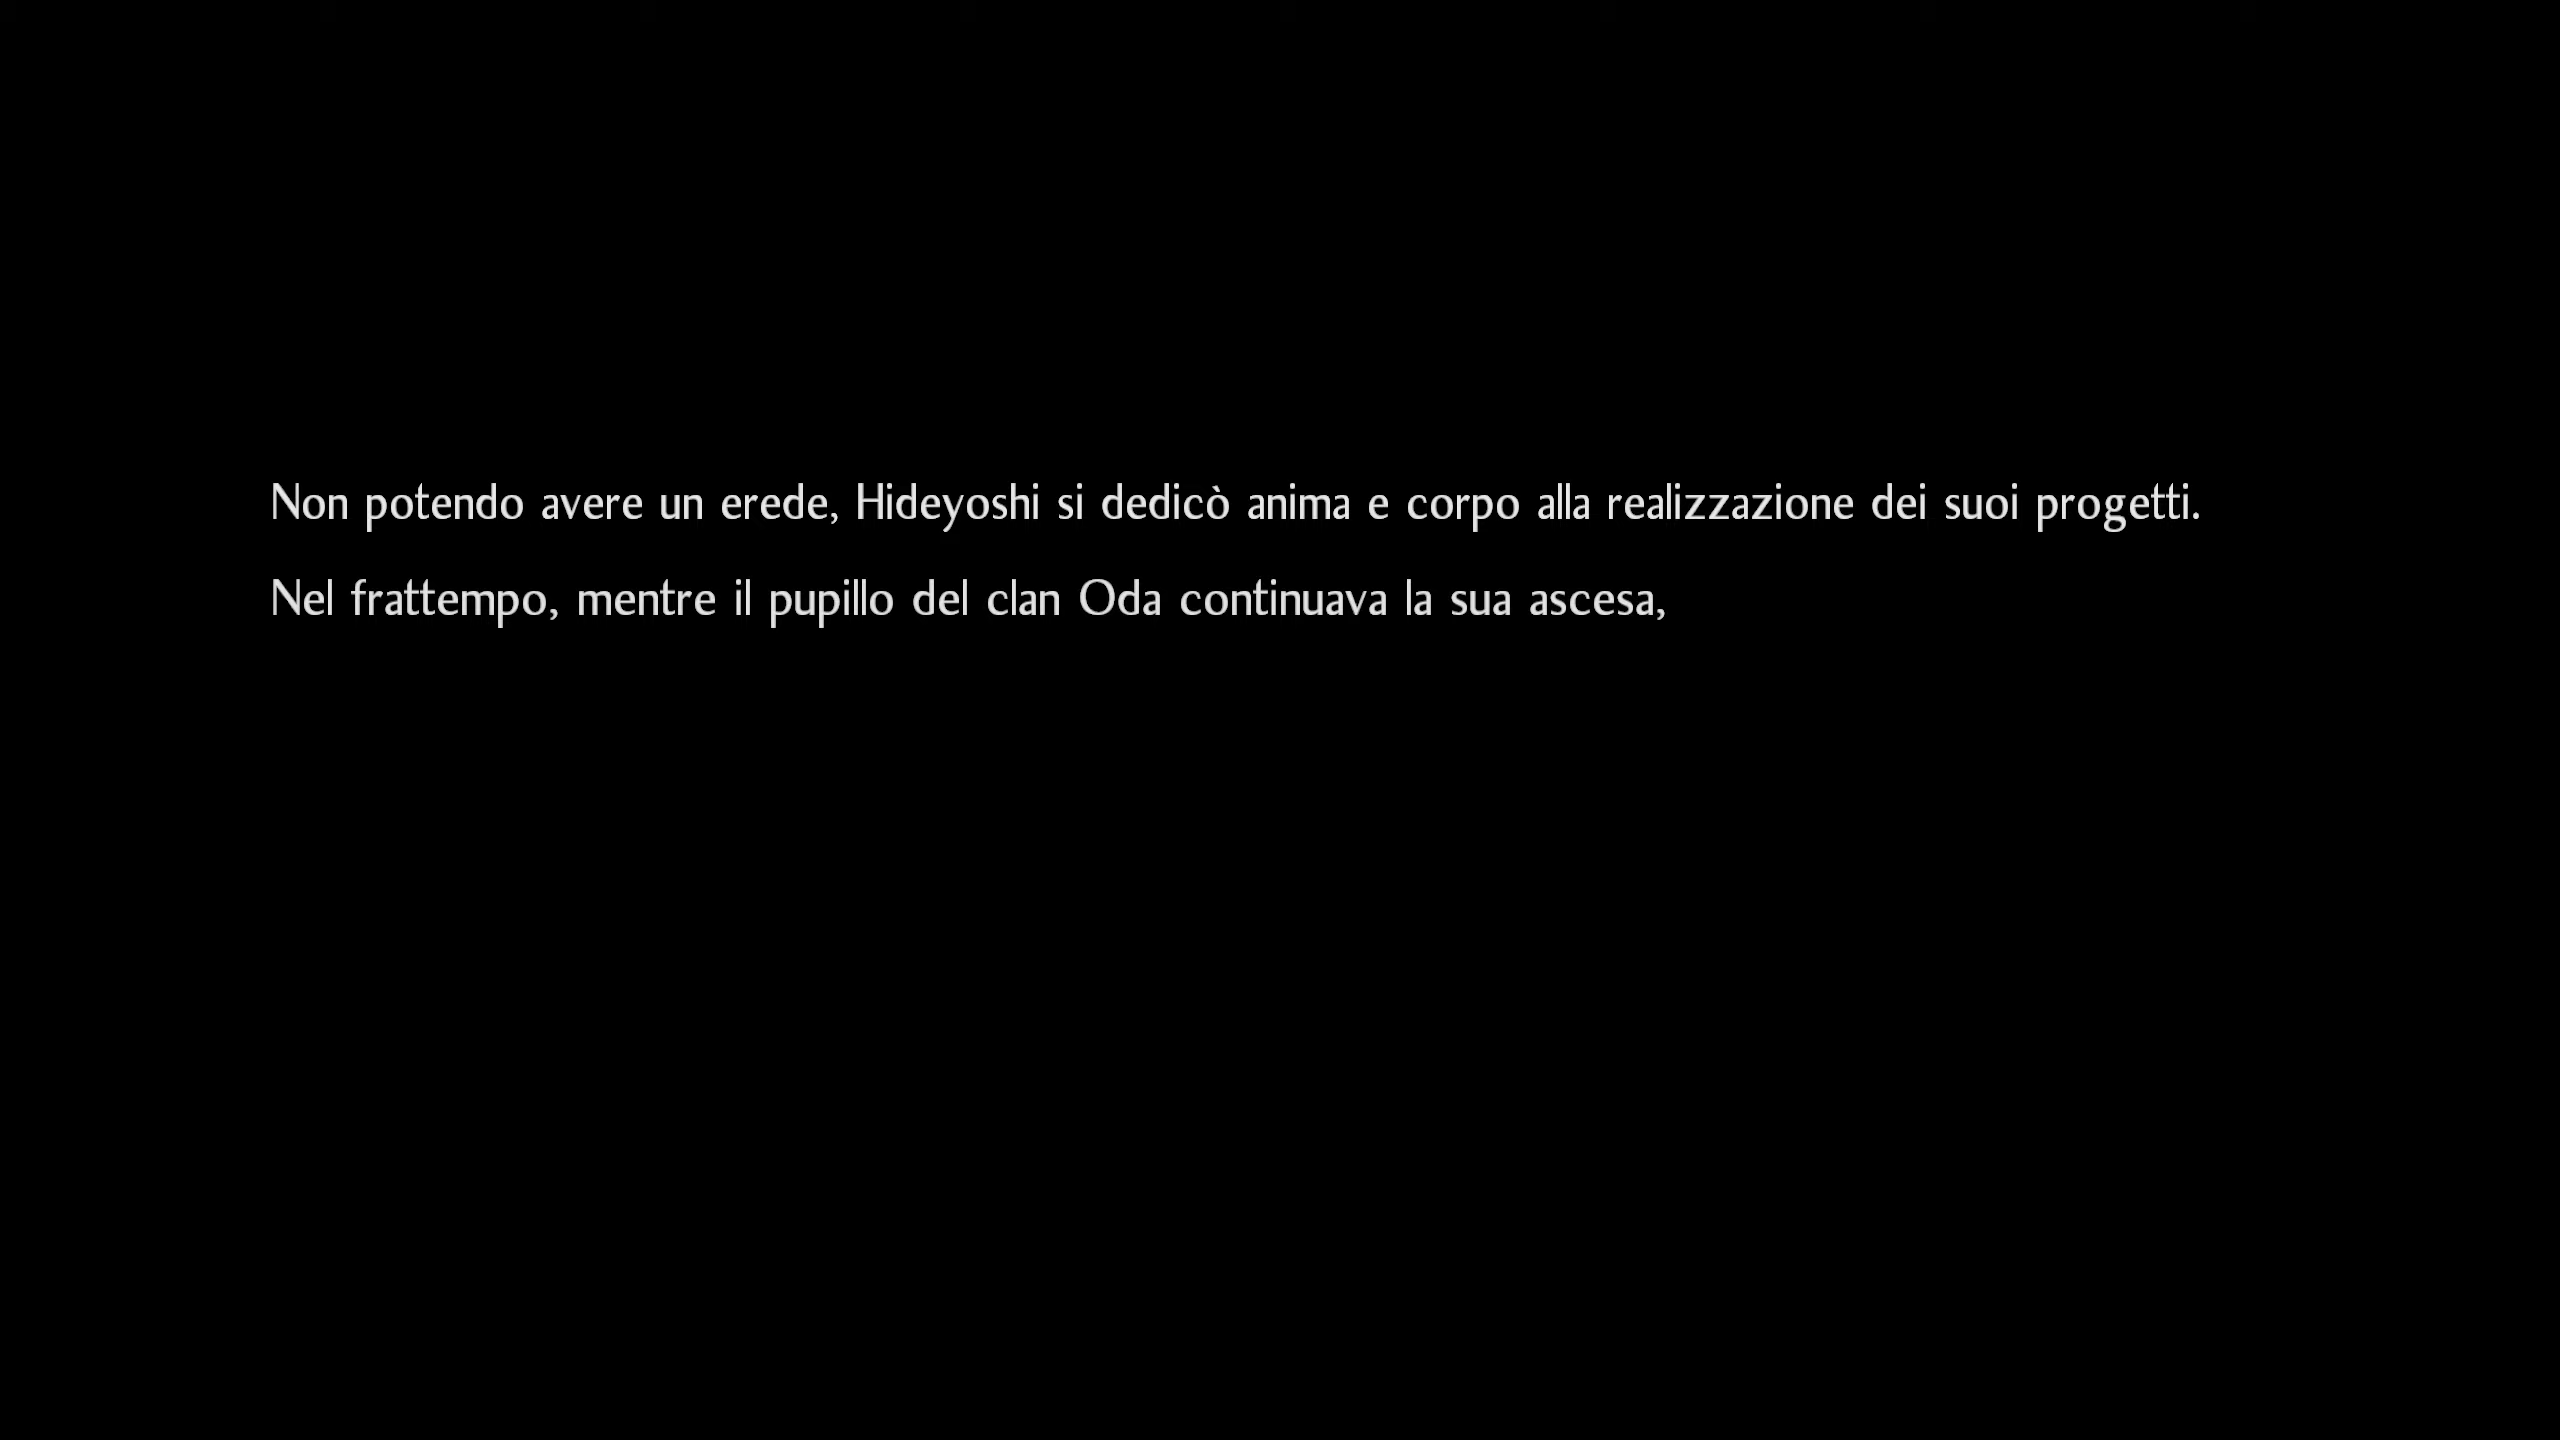 Non potendo avere un erede, Hideyoshi si dedicò anima e corpo alla realizzazione dei suoi progetti.
Nel frattempo, mentre il pupillo del clan Oda continuava la sua ascesa,